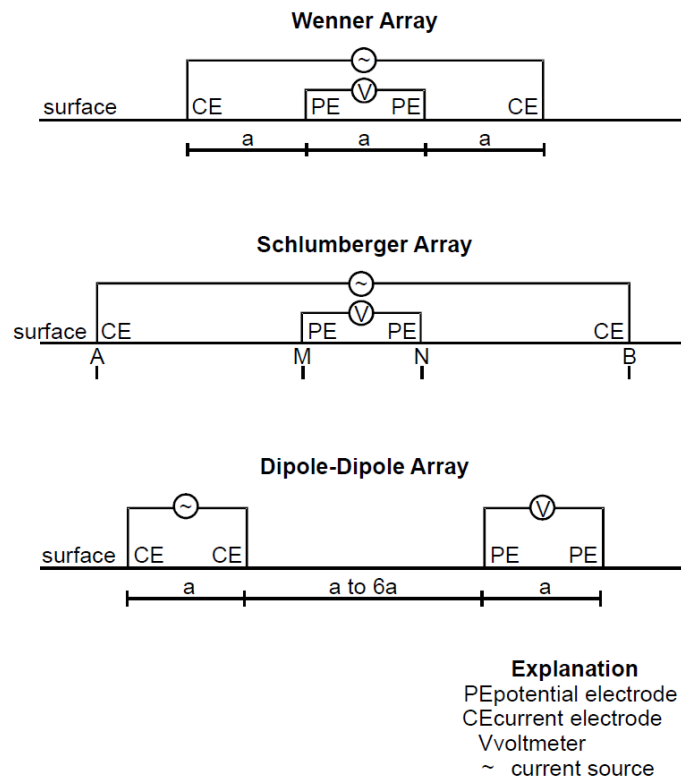 Wenner Array
~
V
surface CE PE PE CE
a a a
Schlumberger Array
~
V
surface CE PE PE CE
A M N B
Dipole-Dipole Array
~ V
surface CE CE PE PE
a a to 6a a
Explanation
PEpotential electrode
CEcurrent electrode
Vvoltmeter
~ current source